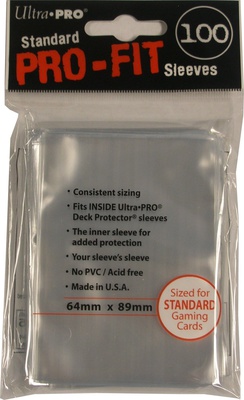 Ultra•PRO®
Standard
PRO-FIT
Sleeves
100
• Consistent sizing
• Fits INSIDE Ultra•PRO®
Deck Protector® sleeves
• The inner sleeve for
added protection
• Your sleeve's sleeve
• No PVC / Acid free
• Made in U.S.A.
64mm x 89mm
Sized for
STANDARD
Gaming
Cards